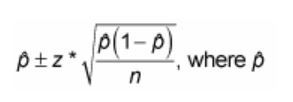 p̂ ± z * √(p̂(1 − p̂)/n), where p̂